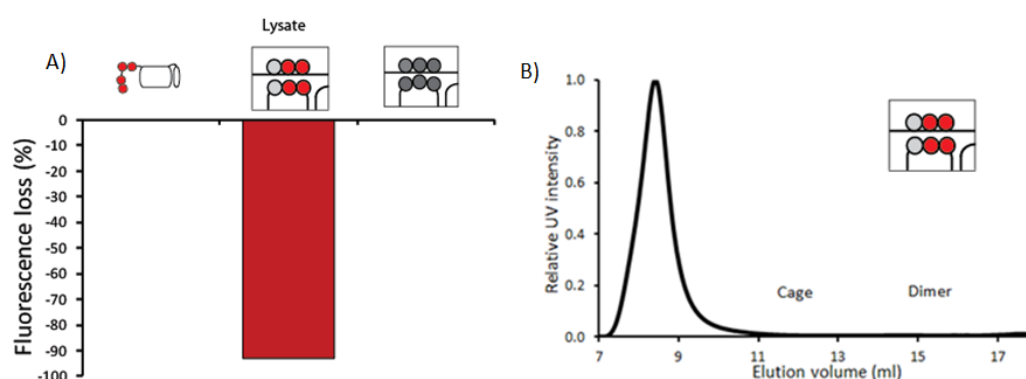 A)
Lysate
Fluorescence loss (%)
0
-10
-20
-30
-40
-50
-60
-70
-80
-90
-100
B)
Relative UV intensity
1.0
0.8
0.6
0.4
0.2
0.0
Cage
Dimer
7
9
11
13
15
17
Elution volume (ml)